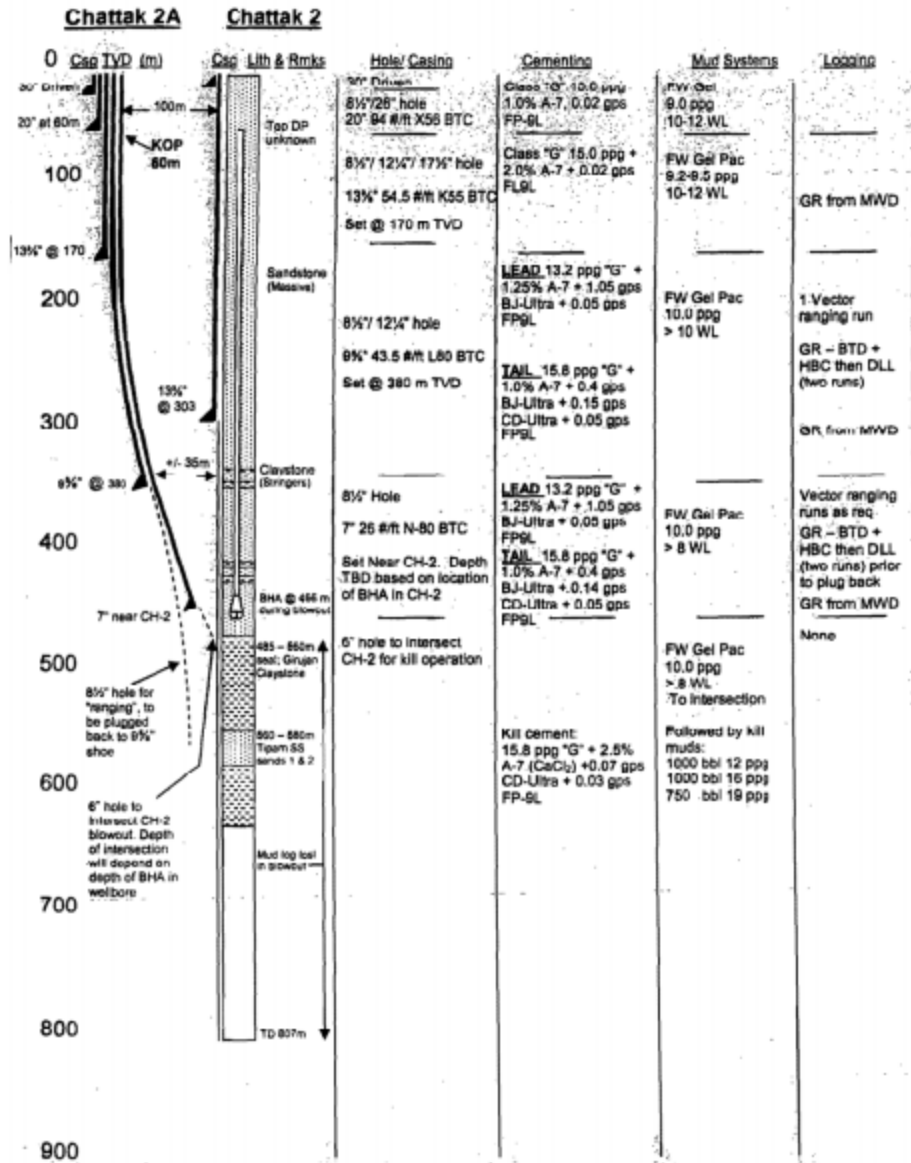 Chattak 2A
Chattak 2
0 Csg TVD (m)
Csg Lith & Rmks
Hole/ Casing
Cementing
Mud Systems
Logging
30" Driven
20" at 60m
100m
KOP
60m
100
13⅜" @ 170
200
13⅜"
@ 303
300
+/- 35m
9⅝" @ 380
400
7" near CH-2
500
8½" hole for
"ranging", to
be plugged
back to 9⅝"
shoe
600
6" hole to
Intersect CH-2
blowout. Depth
of intersection
will depend on
depth of BHA in
wellbore
700
800
900
Top DP
unknown
Sandstone
(Massive)
Claystone
(Stringers)
BHA @ 466 m
during blowout
485 – 560m
seal; Girujan
Claystone
560 – 580m
Tipam SS
sands 1 & 2
Mud log lost
in blowout
TD 807m
30" Driven
8½"/26" hole
20" 94 #/ft X56 BTC
8½"/ 12¼"/ 17½" hole
13⅜" 54.5 #/ft K55 BTC
Set @ 170 m TVD
8½"/ 12¼" hole
9⅝" 43.5 #/ft L80 BTC
Set @ 380 m TVD
8½" Hole
7" 26 #/ft N-80 BTC
Set Near CH-2. Depth
TBD based on location
of BHA in CH-2
6" hole to Intersect
CH-2 for kill operation
Class "G" 15.0 ppg
1.0% A-7, 0.02 gps
FP-9L
Class "G" 15.0 ppg +
2.0% A-7 + 0.02 gps
FL9L
LEAD 13.2 ppg "G" +
1.25% A-7 + 1.05 gps
BJ-Ultra + 0.05 gps
FP9L
TAIL 15.8 ppg "G" +
1.0% A-7 + 0.4 gps
BJ-Ultra + 0.15 gps
CD-Ultra + 0.05 gps
FP9L
LEAD 13.2 ppg "G" +
1.25% A-7 + 1.05 gps
BJ-Ultra + 0.05 gps
FP9L
TAIL 15.8 ppg "G" +
1.0% A-7 + 0.4 gps
BJ-Ultra + 0.14 gps
CD-Ultra + 0.05 gps
FP9L
Kill cement:
15.8 ppg "G" + 2.5%
A-7 (CaCl₂) +0.07 gps
CD-Ultra + 0.03 gps
FP-9L
FW Gel
9.0 ppg
10-12 WL
FW Gel Pac
9.2-9.5 ppg
10-12 WL
FW Gel Pac
10.0 ppg
> 10 WL
FW Gel Pac
10.0 ppg
> 8 WL
FW Gel Pac
10.0 ppg
> 8 WL
To Intersection
Followed by kill
muds:
1000 bbl 12 ppg
1000 bbl 16 ppg
750 bbl 19 ppg
GR from MWD
1 Vector
ranging run
GR – BTD +
HBC then DLL
(two runs)
GR from MWD
Vector ranging
runs as req
GR – BTD +
HBC then DLL
(two runs) prior
to plug back
GR from MWD
None